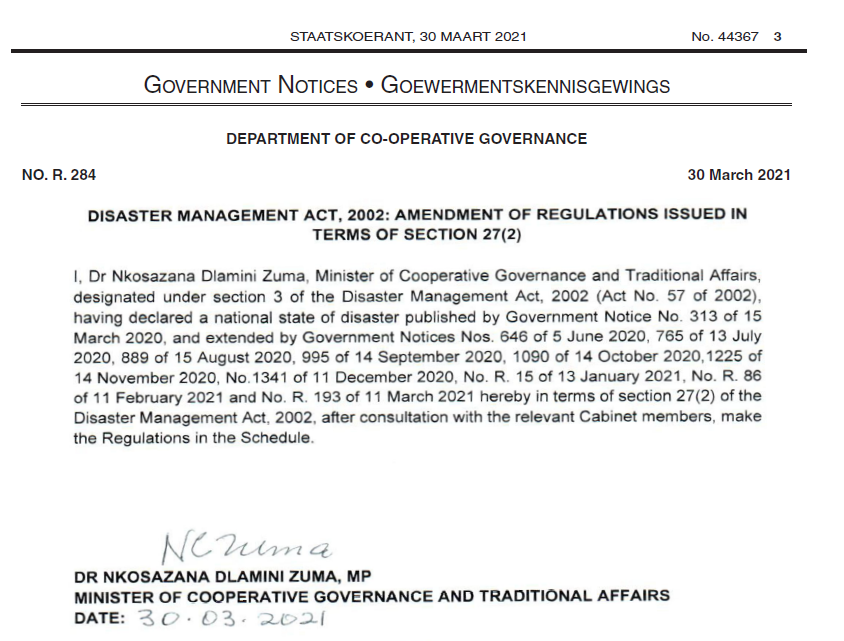 STAATSKOERANT, 30 MAART 2021 No. 44367 3
GOVERNMENT NOTICES • GOEWERMENTSKENNISGEWINGS
DEPARTMENT OF CO-OPERATIVE GOVERNANCE
NO. R. 284 30 March 2021
DISASTER MANAGEMENT ACT, 2002: AMENDMENT OF REGULATIONS ISSUED IN
TERMS OF SECTION 27(2)
I, Dr Nkosazana Dlamini Zuma, Minister of Cooperative Governance and Traditional Affairs,
designated under section 3 of the Disaster Management Act, 2002 (Act No. 57 of 2002),
having declared a national state of disaster published by Government Notice No. 313 of 15
March 2020, and extended by Government Notices Nos. 646 of 5 June 2020, 765 of 13 July
2020, 889 of 15 August 2020, 995 of 14 September 2020, 1090 of 14 October 2020,1225 of
14 November 2020, No.1341 of 11 December 2020, No. R. 15 of 13 January 2021, No. R. 86
of 11 February 2021 and No. R. 193 of 11 March 2021 hereby in terms of section 27(2) of the
Disaster Management Act, 2002, after consultation with the relevant Cabinet members, make
the Regulations in the Schedule.
NCZuma
DR NKOSAZANA DLAMINI ZUMA, MP
MINISTER OF COOPERATIVE GOVERNANCE AND TRADITIONAL AFFAIRS
DATE: 30.03.2021